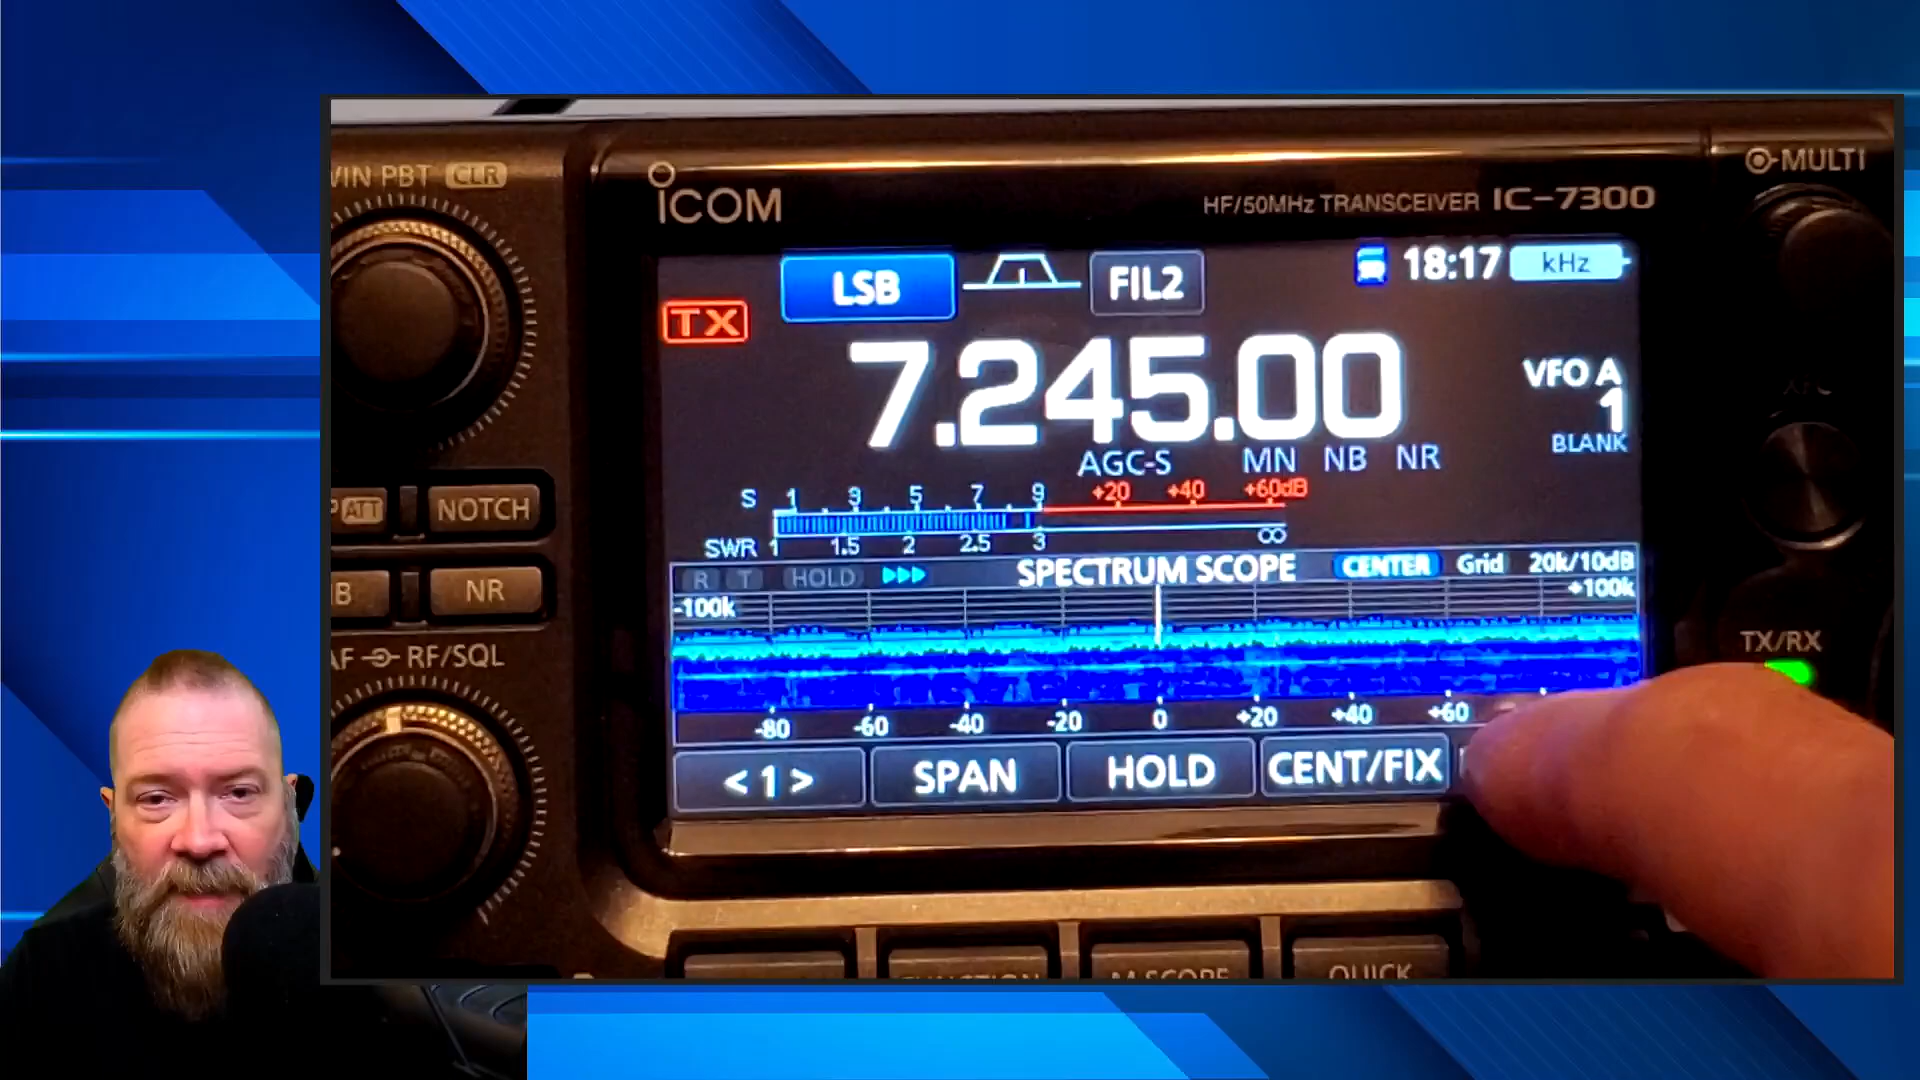 TWIN PBT CLR
ICOM
HF/50MHz TRANSCEIVER IC-7300
MULTI
LSB
FIL2
18:17
kHz
TX
7.245.00
VFO A
1
BLANK
AGC-S MN NB NR
S 1 3 5 7 9 +20 +40 +60dB
SWR 1 1.5 2 2.5 3 ∞
P ATT
NOTCH
NR
R T HOLD SPECTRUM SCOPE CENTER Grid 20k/10dB
-100k +100k
-80 -60 -40 -20 0 +20 +40 +60
AF RF/SQL
TX/RX
< 1 > SPAN HOLD CENT/FIX
FUNCTION
M.SCOPE
QUICK